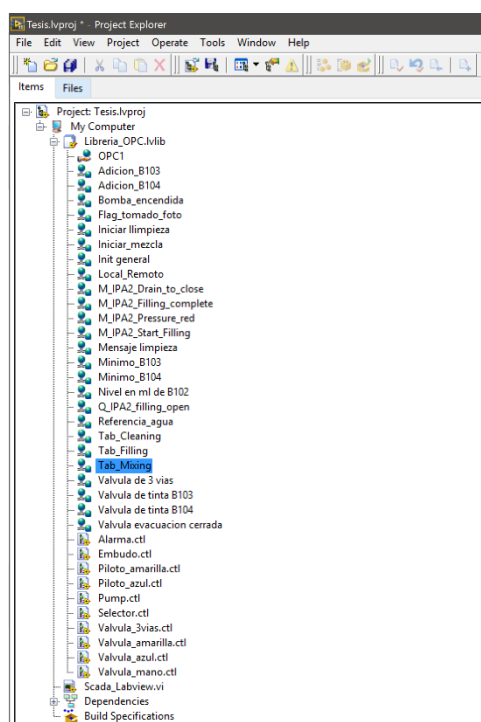 Tesis.lvproj * - Project Explorer
File Edit View Project Operate Tools Window Help
Items Files
Project: Tesis.lvproj
My Computer
Libreria_OPC.lvlib
OPC1
Adicion_B103
Adicion_B104
Bomba_encendida
Flag_tomado_foto
Iniciar llimpieza
Iniciar_mezcla
Init general
Local_Remoto
M_IPA2_Drain_to_close
M_IPA2_Filling_complete
M_IPA2_Pressure_red
M_IPA2_Start_Filling
Mensaje limpieza
Minimo_B103
Minimo_B104
Nivel en ml de B102
Q_IPA2_filling_open
Referencia_agua
Tab_Cleaning
Tab_Filling
Tab_Mixing
Valvula de 3 vias
Valvula de tinta B103
Valvula de tinta B104
Valvula evacuacion cerrada
Alarma.ctl
Embudo.ctl
Piloto_amarilla.ctl
Piloto_azul.ctl
Pump.ctl
Selector.ctl
Valvula_3vias.ctl
Valvula_amarilla.ctl
Valvula_azul.ctl
Valvula_mano.ctl
Scada_Labview.vi
Dependencies
Build Specifications